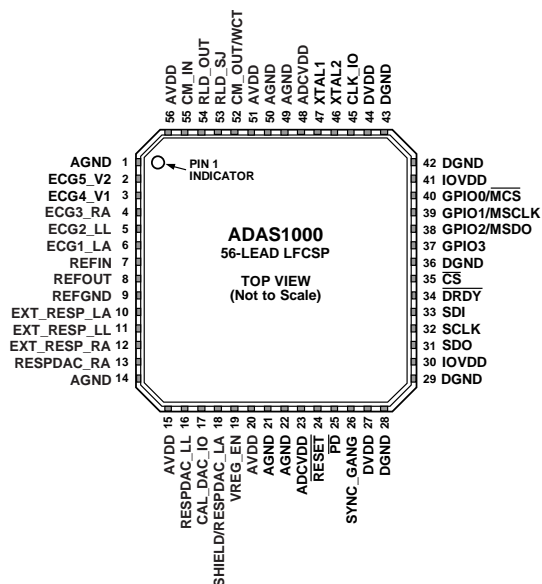 56 AVDD
55 CM_IN
54 RLD_OUT
53 RLD_SJ
52 CM_OUT/WCT
51 AVDD
50 AGND
49 AGND
48 ADCVDD
47 XTAL1
46 XTAL2
45 CLK_IO
44 DVDD
43 DGND
AGND 1
ECG5_V2 2
ECG4_V1 3
ECG3_RA 4
ECG2_LL 5
ECG1_LA 6
REFIN 7
REFOUT 8
REFGND 9
EXT_RESP_LA 10
EXT_RESP_LL 11
EXT_RESP_RA 12
RESPDAC_RA 13
AGND 14
PIN 1
INDICATOR
ADAS1000
56-LEAD LFCSP
TOP VIEW
(Not to Scale)
42 DGND
41 IOVDD
40 GPIO0/MCS
39 GPIO1/MSCLK
38 GPIO2/MSDO
37 GPIO3
36 DGND
35 CS
34 DRDY
33 SDI
32 SCLK
31 SDO
30 IOVDD
29 DGND
AVDD 15
RESPDAC_LL 16
CAL_DAC_IO 17
SHIELD/RESPDAC_LA 18
VREG_EN 19
AVDD 20
AGND 21
AGND 22
ADCVDD 23
RESET 24
PD 25
SYNC_GANG 26
DVDD 27
DGND 28